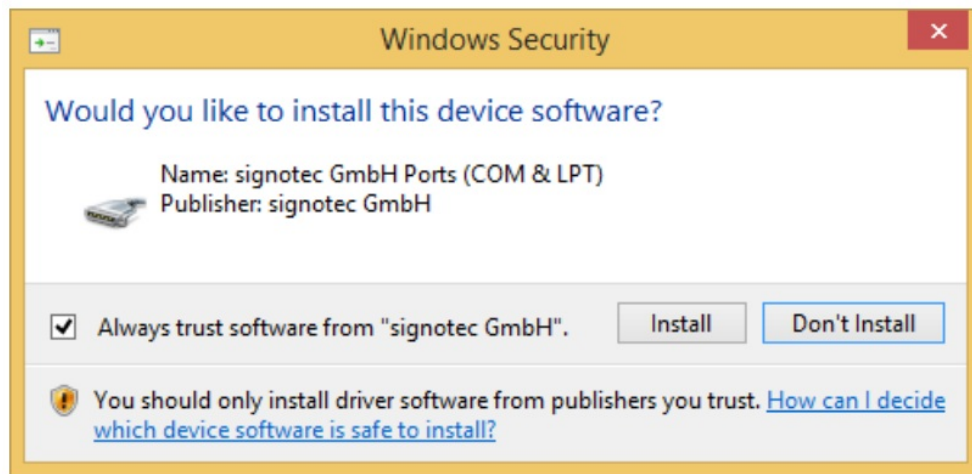 Windows Security
Would you like to install this device software?
Name: signotec GmbH Ports (COM & LPT)
Publisher: signotec GmbH
Always trust software from "signotec GmbH".
Install
Don't Install
You should only install driver software from publishers you trust. How can I decide
which device software is safe to install?